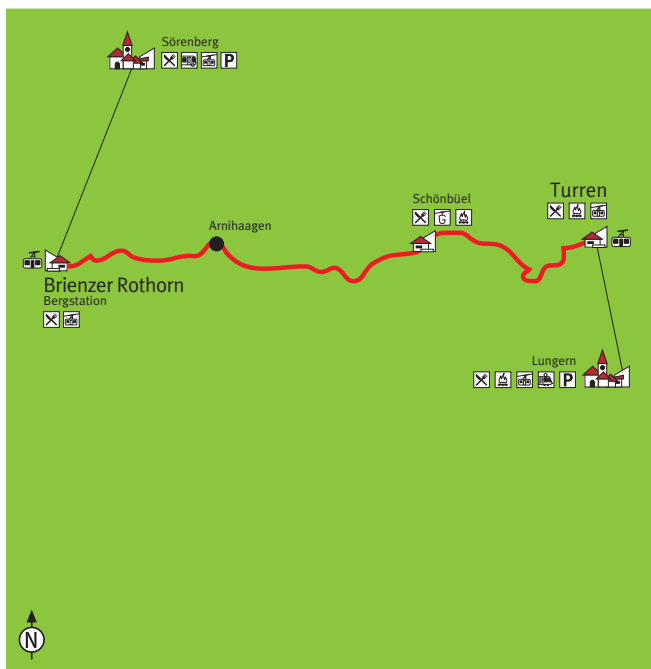 Sörenberg
P
Schönbüel
G
Turren
Arnihaagen
Brienzer Rothorn
Bergstation
Lungern
P
N